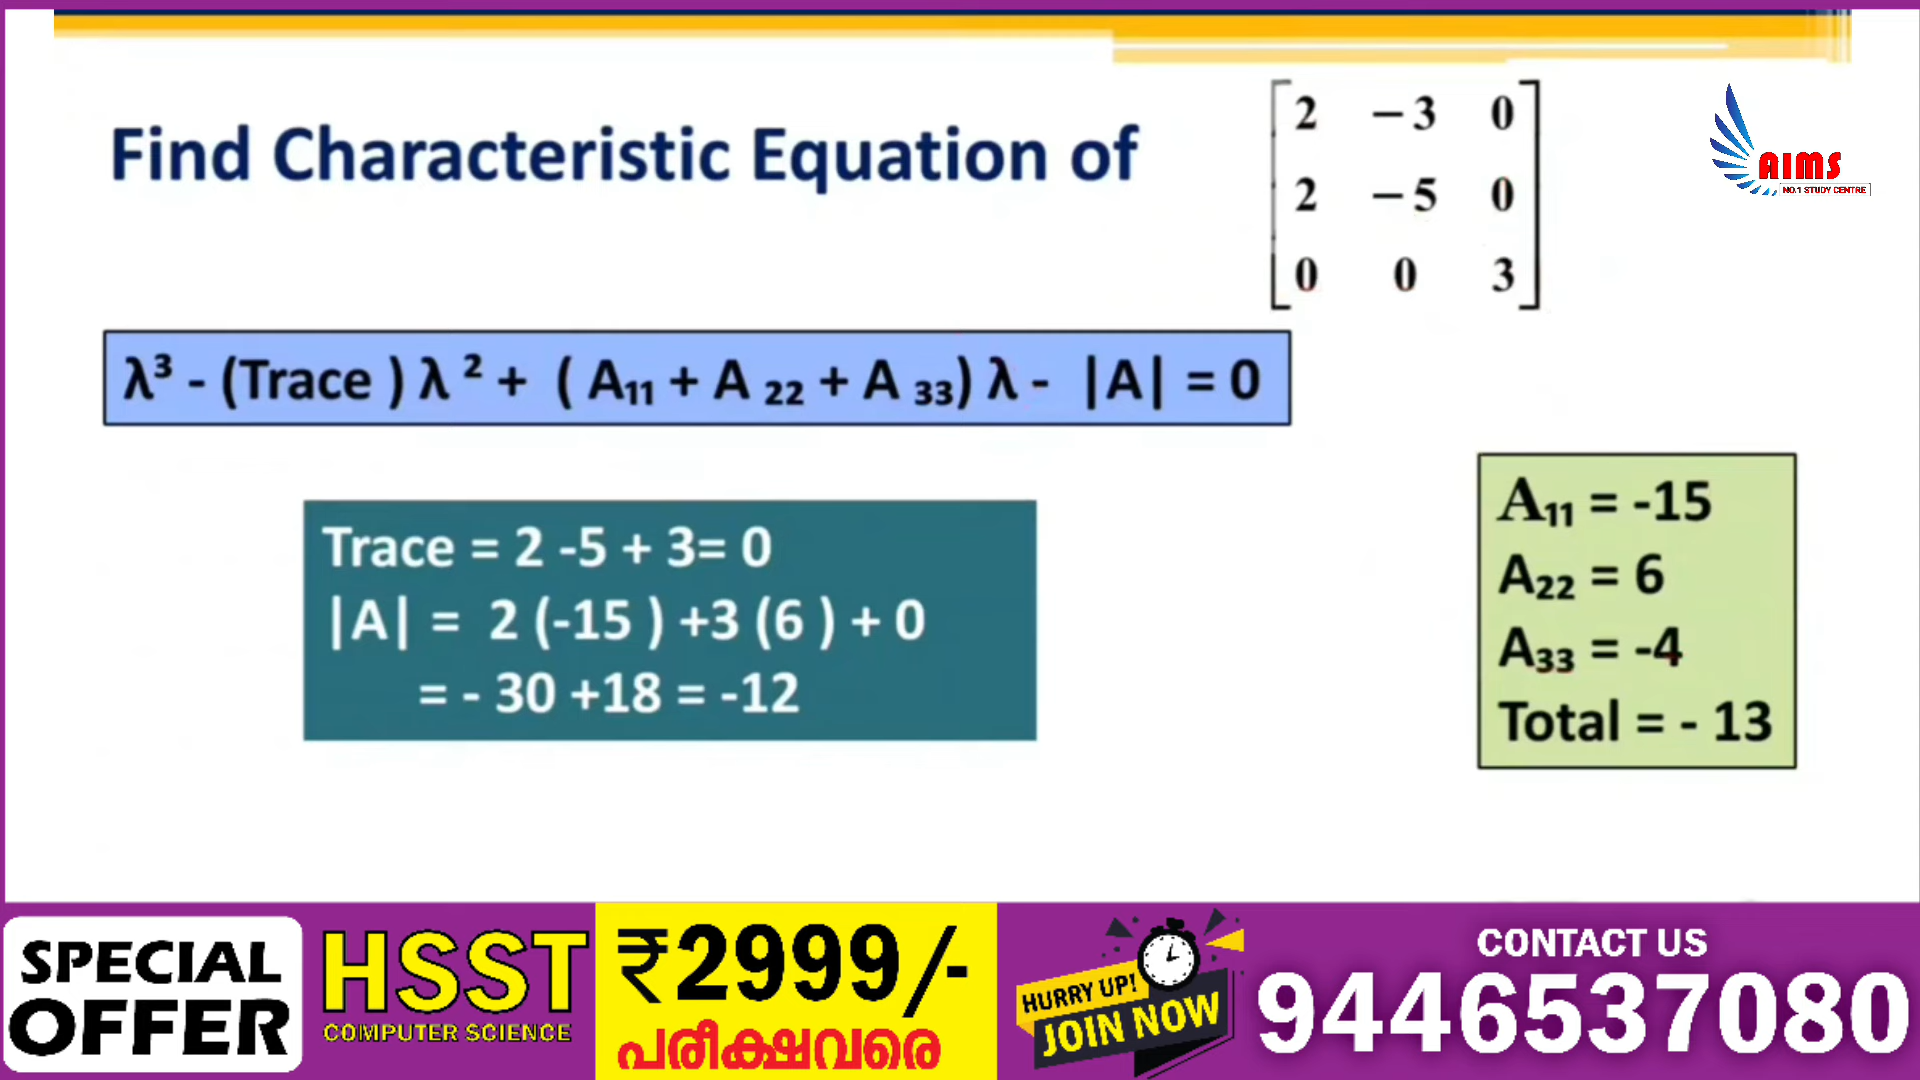 Find Characteristic Equation of
2 −3 0
2 −5 0
0 0 3
AIMS
NO.1 STUDY CENTRE
λ³ - (Trace ) λ ² + ( A₁₁ + A ₂₂ + A ₃₃) λ - |A| = 0
Trace = 2 -5 + 3= 0
|A| = 2 (-15 ) +3 (6 ) + 0
= - 30 +18 = -12
A₁₁ = -15
A₂₂ = 6
A₃₃ = -4
Total = - 13
SPECIAL
OFFER
HSST
COMPUTER SCIENCE
₹2999/-
പരീക്ഷവരെ
HURRY UP!
JOIN NOW
CONTACT US
9446537080